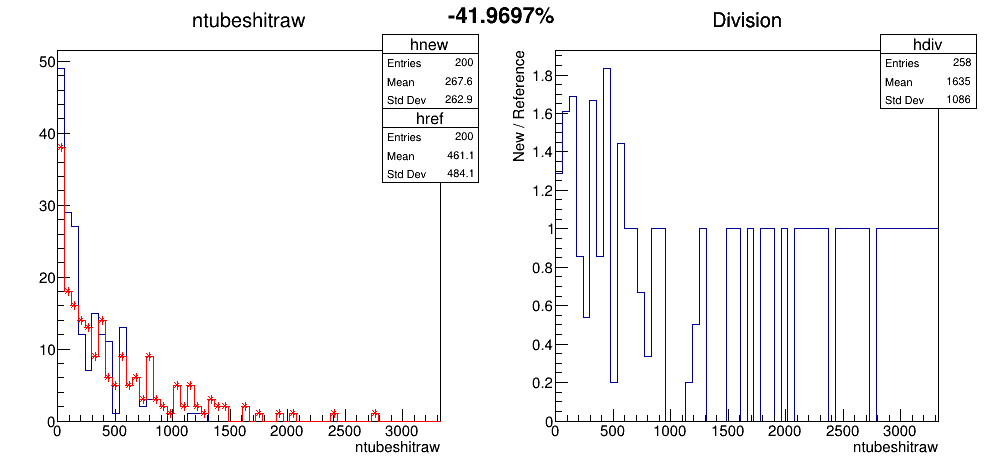 -41.9697%
ntubeshitraw
hnew
Entries 200
Mean 267.6
Std Dev 262.9
href
Entries 200
Mean 461.1
Std Dev 484.1
50
40
30
20
10
0
0 500 1000 1500 2000 2500 3000
ntubeshitraw
Division
hdiv
Entries 258
Mean 1635
Std Dev 1086
New / Reference
1.8
1.6
1.4
1.2
1
0.8
0.6
0.4
0.2
0
0 500 1000 1500 2000 2500 3000
ntubeshitraw